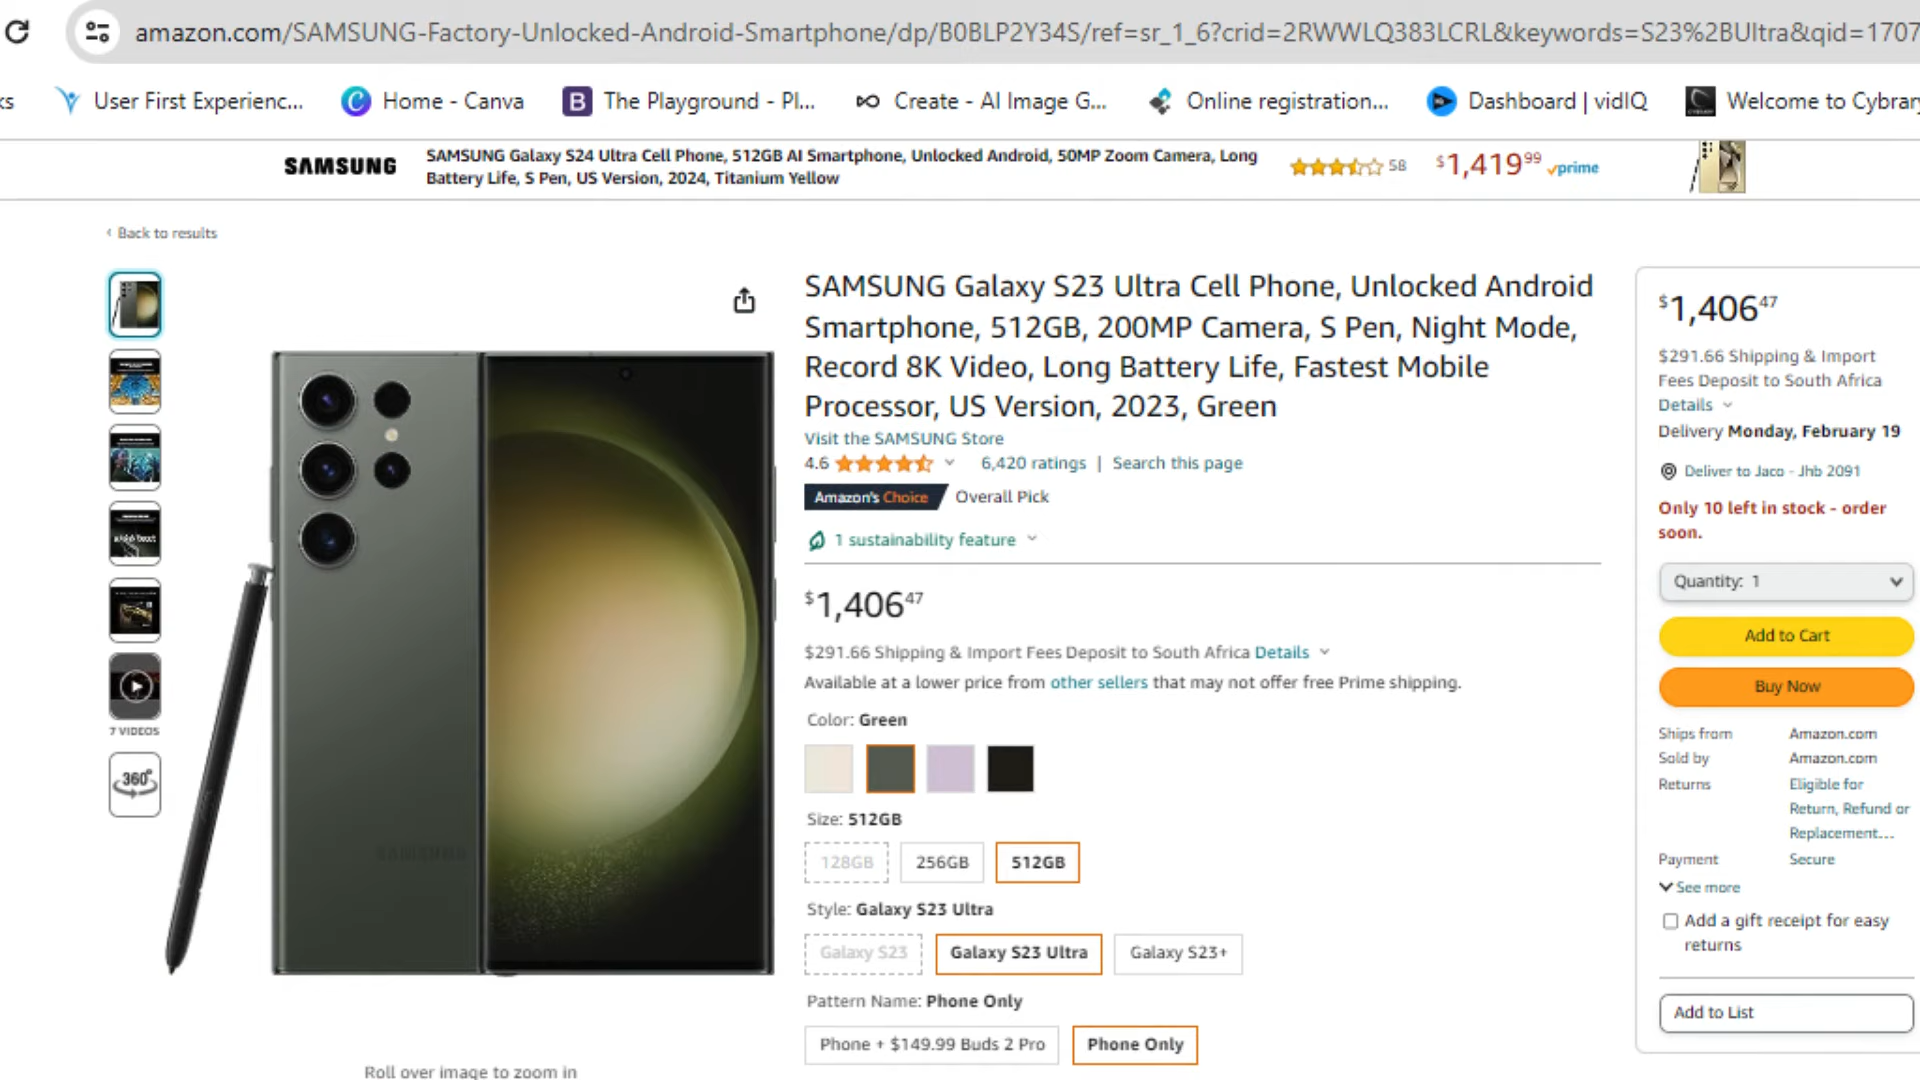 amazon.com/SAMSUNG-Factory-Unlocked-Android-Smartphone/dp/B0BLP2Y34S/ref=sr_1_6?crid=2RWWLQ383LCRL&keywords=S23%2BUltra&qid=1707
ks User First Experienc... Home - Canva The Playground - Pl... Create - AI Image G... Online registration... Dashboard | vidIQ Welcome to Cybrary
SAMSUNG
SAMSUNG Galaxy S24 Ultra Cell Phone, 512GB AI Smartphone, Unlocked Android, 50MP Zoom Camera, Long
Battery Life, S Pen, US Version, 2024, Titanium Yellow
58 $1,419.99 prime
‹ Back to results
7 VIDEOS
360°
SAMSUNG
Roll over image to zoom in
SAMSUNG Galaxy S23 Ultra Cell Phone, Unlocked Android
Smartphone, 512GB, 200MP Camera, S Pen, Night Mode,
Record 8K Video, Long Battery Life, Fastest Mobile
Processor, US Version, 2023, Green
Visit the SAMSUNG Store
4.6 6,420 ratings | Search this page
Amazon's Choice Overall Pick
1 sustainability feature
$1,406 47
$291.66 Shipping & Import Fees Deposit to South Africa Details
Available at a lower price from other sellers that may not offer free Prime shipping.
Color: Green
Size: 512GB
128GB 256GB 512GB
Style: Galaxy S23 Ultra
Galaxy S23 Galaxy S23 Ultra Galaxy S23+
Pattern Name: Phone Only
Phone + $149.99 Buds 2 Pro Phone Only
$1,406 47
$291.66 Shipping & Import
Fees Deposit to South Africa
Details
Delivery Monday, February 19
Deliver to Jaco - Jhb 2091
Only 10 left in stock - order
soon.
Quantity: 1
Add to Cart
Buy Now
Ships from Amazon.com
Sold by Amazon.com
Returns Eligible for
Return, Refund or
Replacement...
Payment Secure
See more
Add a gift receipt for easy
returns
Add to List